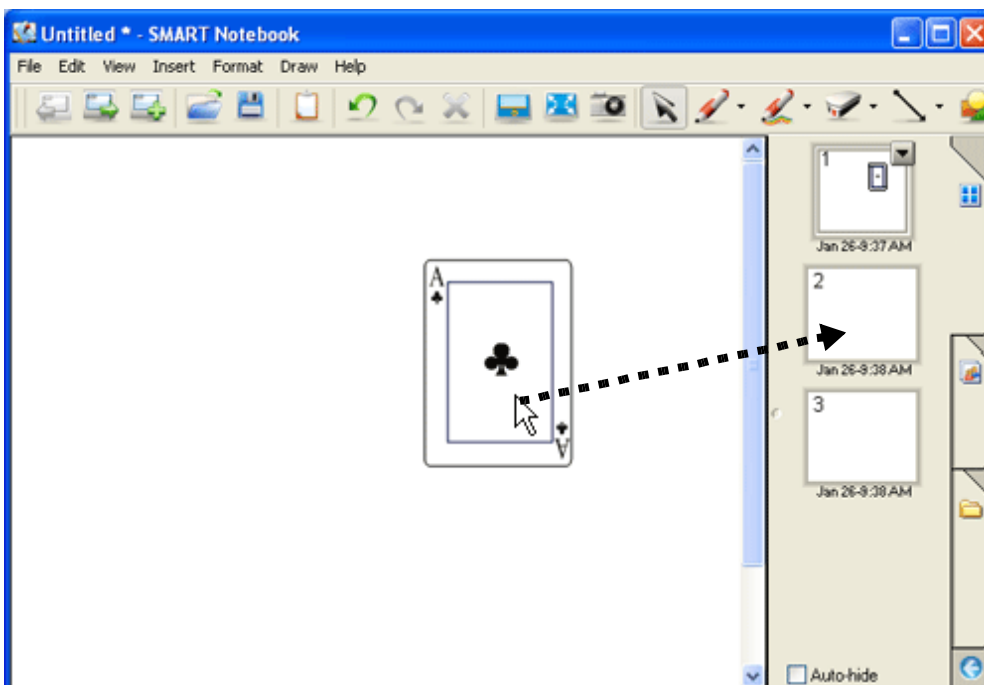 Untitled * - SMART Notebook
File Edit View Insert Format Draw Help
1
Jan 26-9:37 AM
A
2
Jan 26-9:38 AM
3
A
Jan 26-9:38 AM
Auto-hide